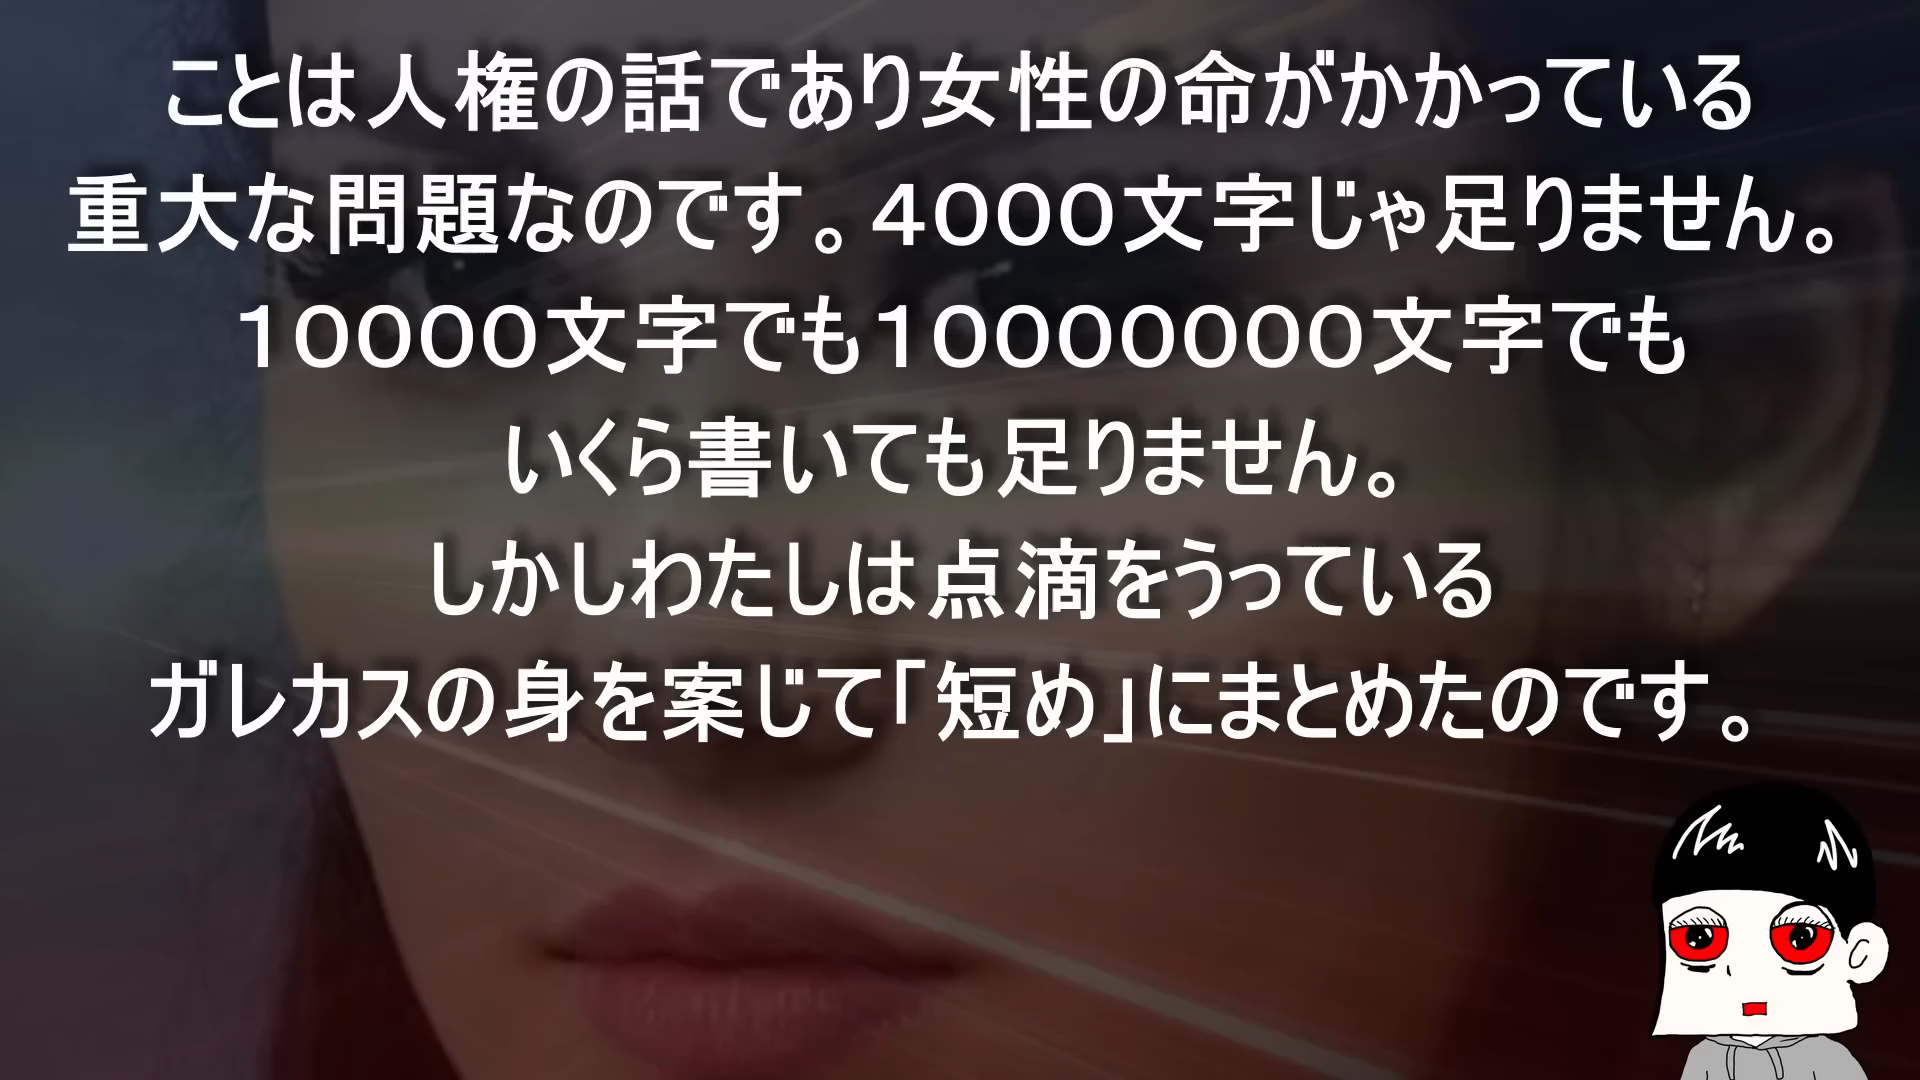 ことは人権の話であり女性の命がかかっている
重大な問題なのです。4000文字じゃ足りません。
10000文字でも10000000文字でも
いくら書いても足りません。
しかしわたしは点滴をうっている
ガレカスの身を案じて「短め」にまとめたのです。